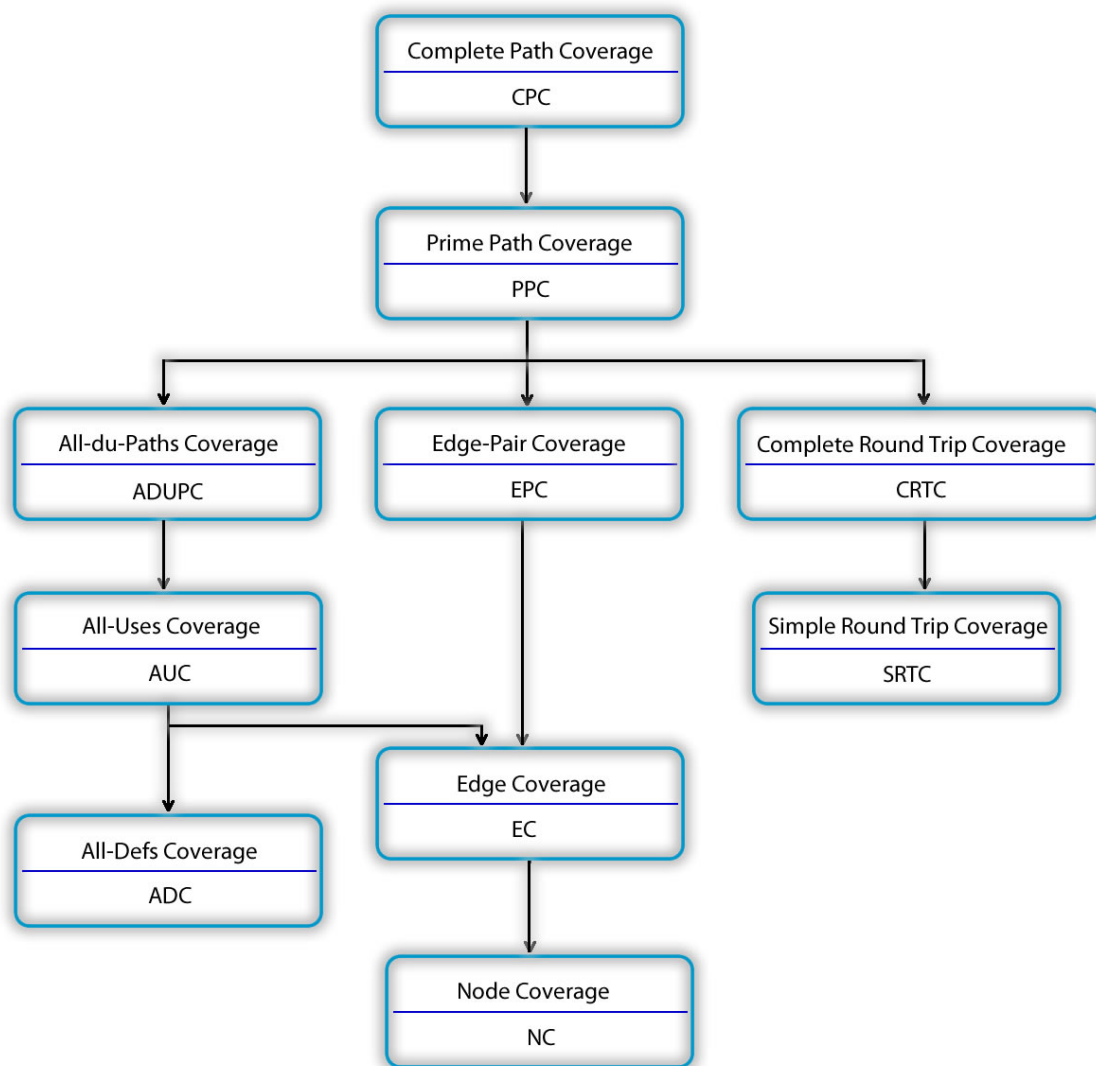 Complete Path Coverage
CPC
Prime Path Coverage
PPC
All-du-Paths Coverage
ADUPC
Edge-Pair Coverage
EPC
Complete Round Trip Coverage
CRTC
All-Uses Coverage
AUC
Simple Round Trip Coverage
SRTC
Edge Coverage
EC
All-Defs Coverage
ADC
Node Coverage
NC